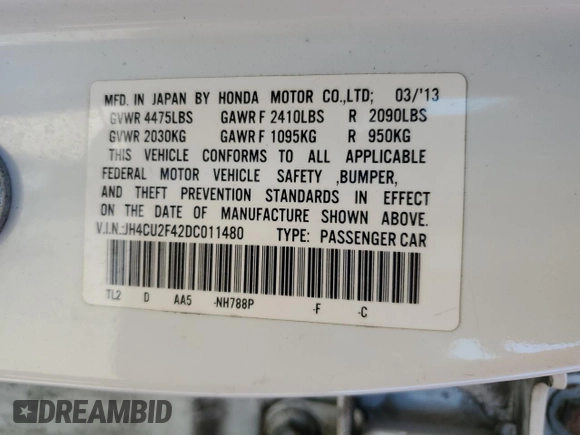 MFD. IN JAPAN BY HONDA MOTOR CO.,LTD; 03/'13
GVWR 4475LBS GAWR F 2410LBS R 2090LBS
GVWR 2030KG GAWR F 1095KG R 950KG
THIS VEHICLE CONFORMS TO ALL APPLICABLE
FEDERAL MOTOR VEHICLE SAFETY ,BUMPER,
AND THEFT PREVENTION STANDARDS IN EFFECT
ON THE DATE OF MANUFACTURE SHOWN ABOVE.
V.I.N.:JH4CU2F42DC011480 TYPE: PASSENGER CAR
TL2 D AA5 -NH788P -F -C
DREAMBID